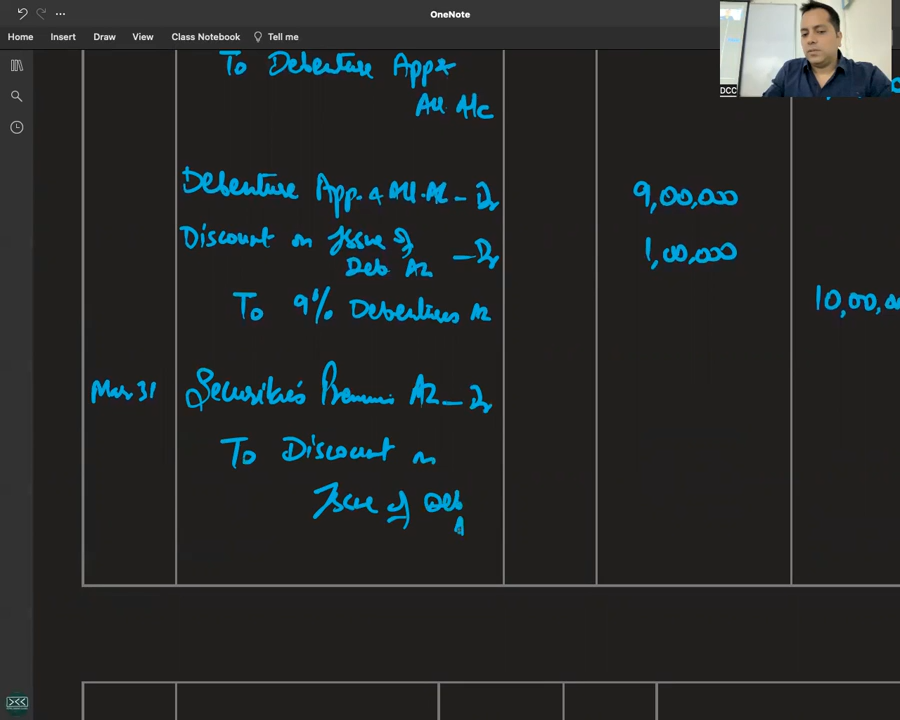 OneNote
Home Insert Draw View Class Notebook Tell me
DCC
To Debenture App &
All A/c
Debenture App. & All. A/c - Dr 9,00,000
Discount on Issue of
Deb A/c - Dr 1,00,000
To 9% Debentures A/c 10,00,
Mar 31 Securities Premium A/c - Dr
To Discount on
Issue of Deb
A